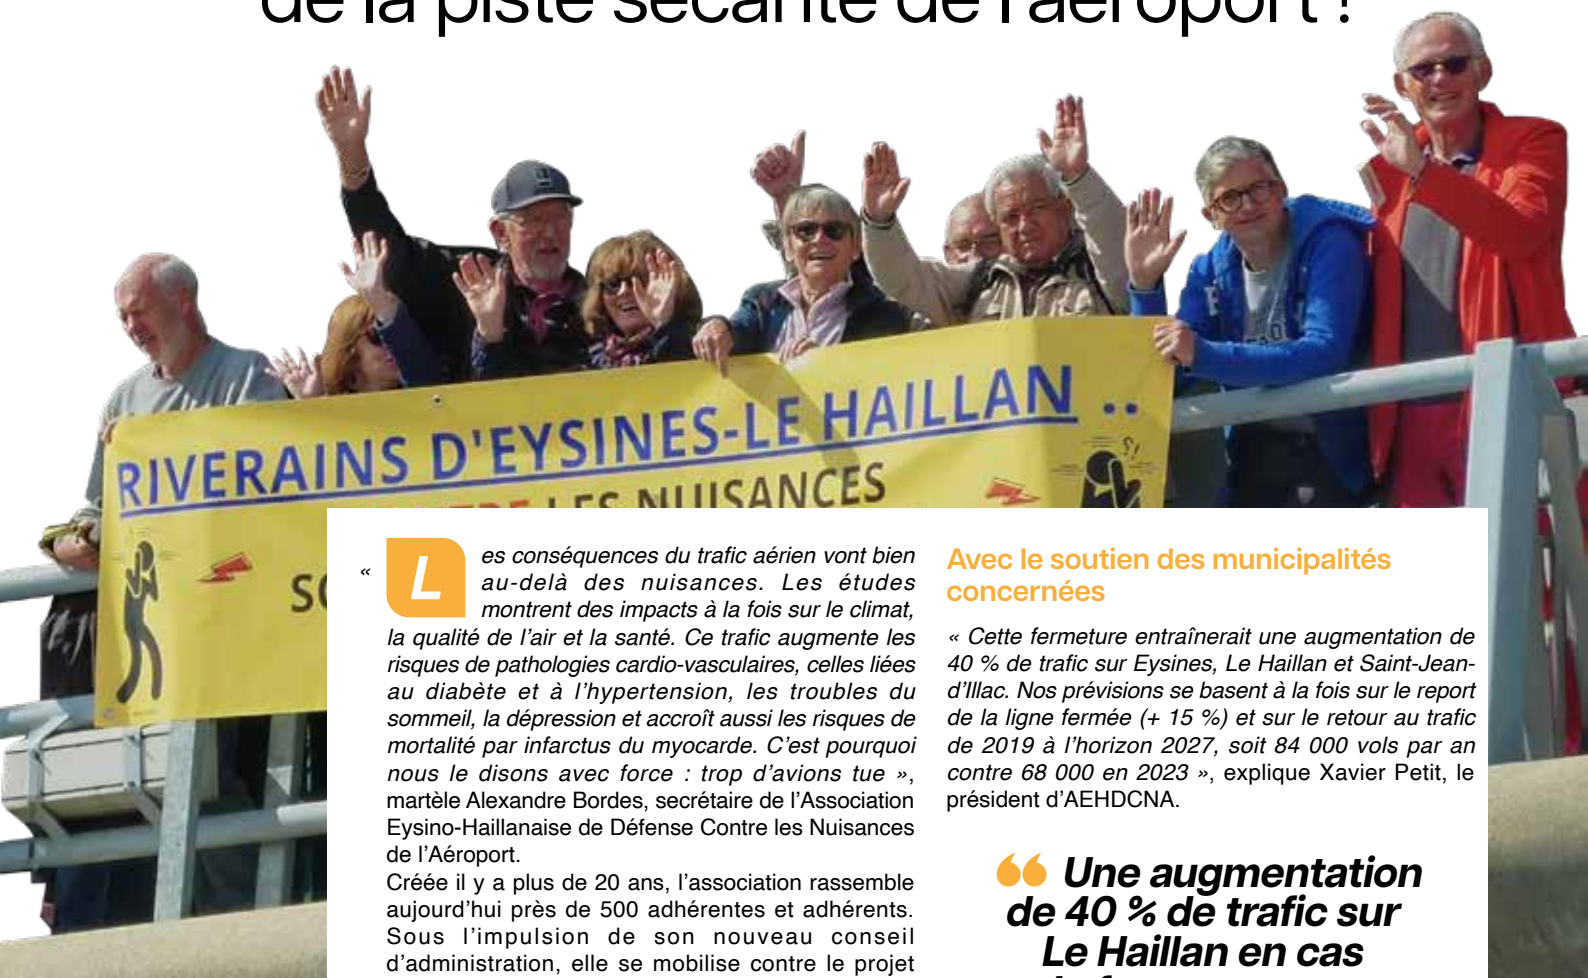 de la piste sécante de l'aéroport !
RIVERAINS D'EYSINES-LE HAILLAN ..
LES NUISANCES
« Les conséquences du trafic aérien vont bien
au-delà des nuisances. Les études
montrent des impacts à la fois sur le climat,
la qualité de l'air et la santé. Ce trafic augmente les
risques de pathologies cardio-vasculaires, celles liées
au diabète et à l'hypertension, les troubles du
sommeil, la dépression et accroît aussi les risques de
mortalité par infarctus du myocarde. C'est pourquoi
nous le disons avec force : trop d'avions tue »,
martèle Alexandre Bordes, secrétaire de l'Association
Eysino-Haillanaise de Défense Contre les Nuisances
de l'Aéroport.
Créée il y a plus de 20 ans, l'association rassemble
aujourd'hui près de 500 adhérentes et adhérents.
Sous l'impulsion de son nouveau conseil
d'administration, elle se mobilise contre le projet
Avec le soutien des municipalités
concernées
« Cette fermeture entraînerait une augmentation de
40 % de trafic sur Eysines, Le Haillan et Saint-Jean-
d'Illac. Nos prévisions se basent à la fois sur le report
de la ligne fermée (+ 15 %) et sur le retour au trafic
de 2019 à l'horizon 2027, soit 84 000 vols par an
contre 68 000 en 2023 », explique Xavier Petit, le
président d'AEHDCNA.
“ Une augmentation
de 40 % de trafic sur
Le Haillan en cas